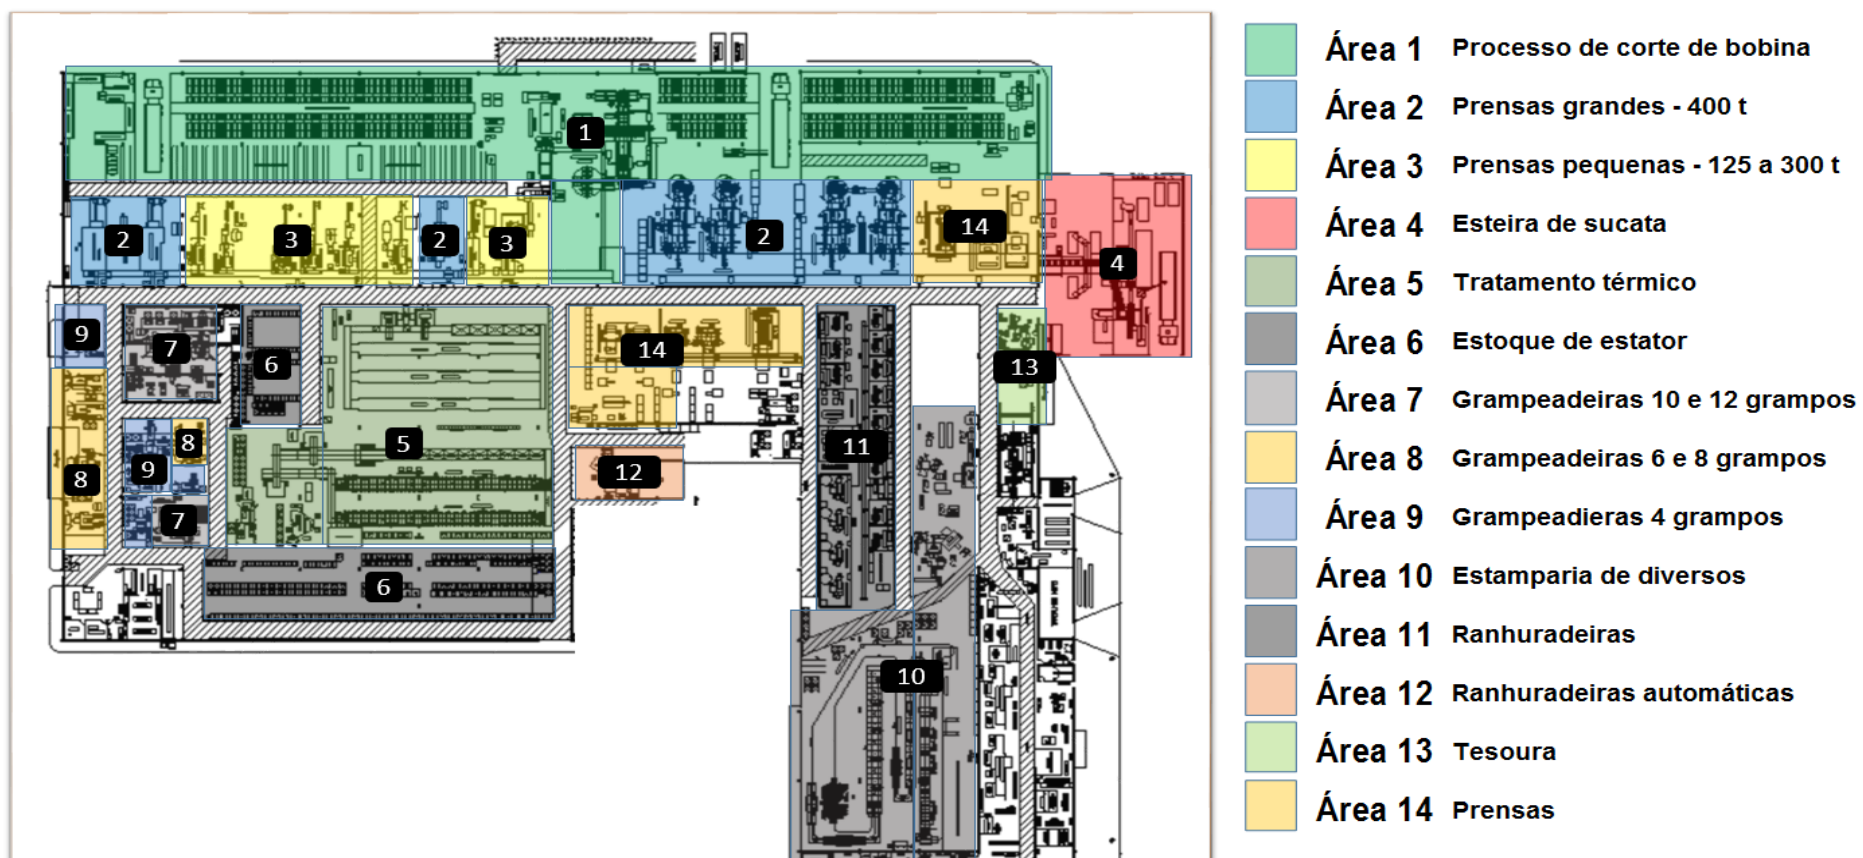 1
2
3
2
3
2
14
4
9
7
6
14
13
8
9
8
5
11
12
7
6
10
Área 1 Processo de corte de bobina
Área 2 Prensas grandes - 400 t
Área 3 Prensas pequenas - 125 a 300 t
Área 4 Esteira de sucata
Área 5 Tratamento térmico
Área 6 Estoque de estator
Área 7 Grampeadeiras 10 e 12 grampos
Área 8 Grampeadeiras 6 e 8 grampos
Área 9 Grampeadieras 4 grampos
Área 10 Estamparia de diversos
Área 11 Ranhuradeiras
Área 12 Ranhuradeiras automáticas
Área 13 Tesoura
Área 14 Prensas